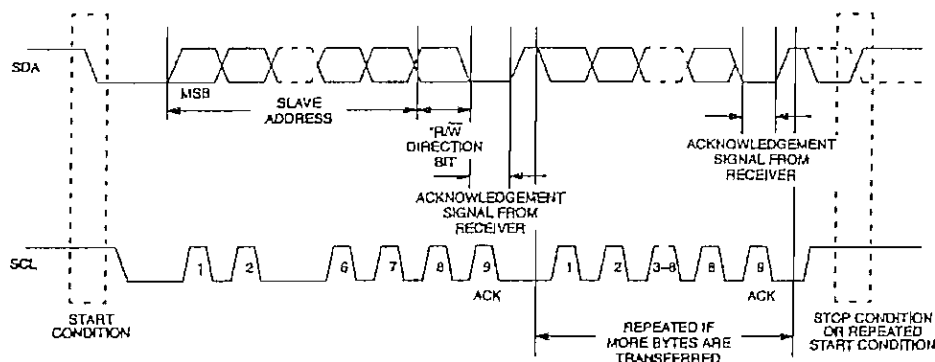 SDA
MSB
SLAVE
ADDRESS
*R/W
DIRECTION
BIT
ACKNOWLEDGEMENT
SIGNAL FROM
RECEIVER
ACKNOWLEDGEMENT
SIGNAL FROM
RECEIVER
SCL
1 2 6 7 8 9 1 2 3–8 8 9
ACK ACK
START
CONDITION
REPEATED IF
MORE BYTES ARE
TRANSFERRED
STOP CONDITION
OR REPEATED
START CONDITION